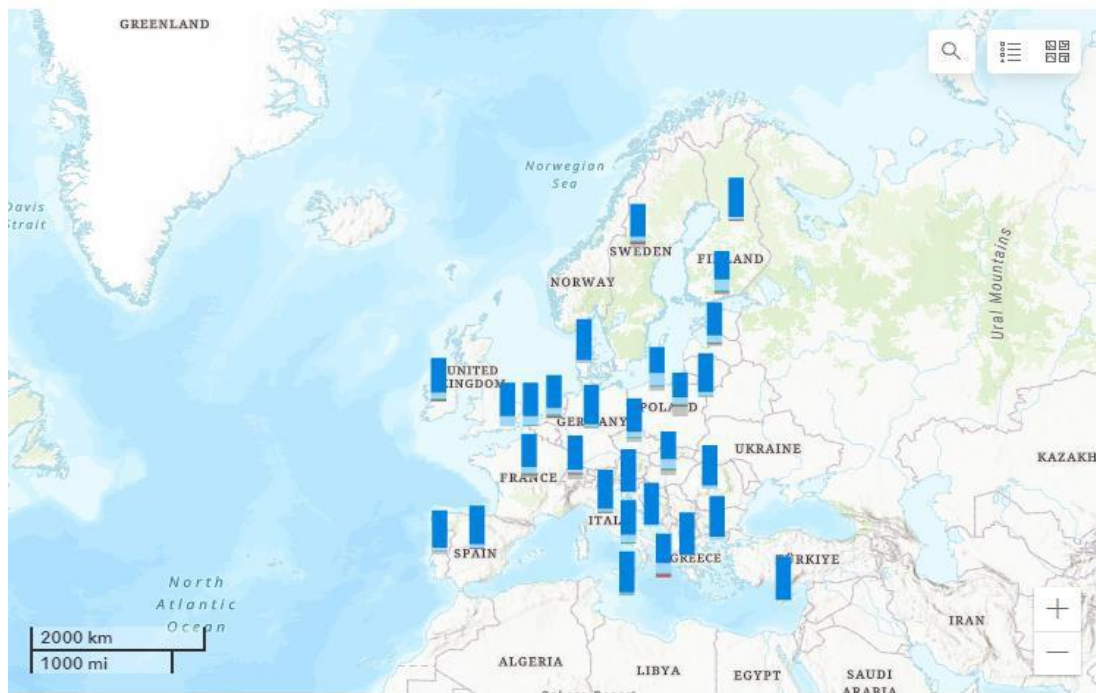 GREENLAND
Davis
Strait
Norwegian
Sea
SWEDEN
FINLAND
NORWAY
Ural Mountains
UNITED
KINGDOM
POLAND
GERMANY
UKRAINE
KAZAKH
FRANCE
ITAL
SPAIN
GREECE
TÜRKIYE
North
Atlantic
Ocean
IRAN
2000 km
1000 mi
ALGERIA
LIBYA
EGYPT
SAUDI
ARABIA